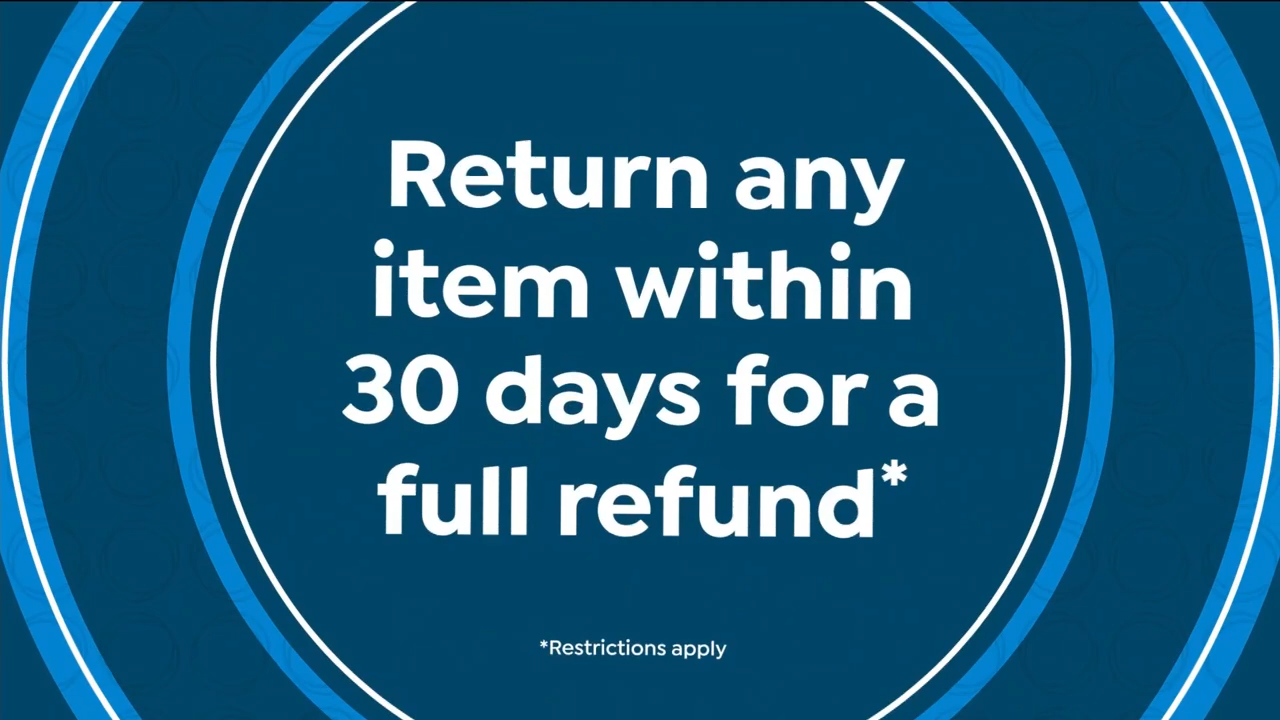 Return any
item within
30 days for a
full refund*
*Restrictions apply